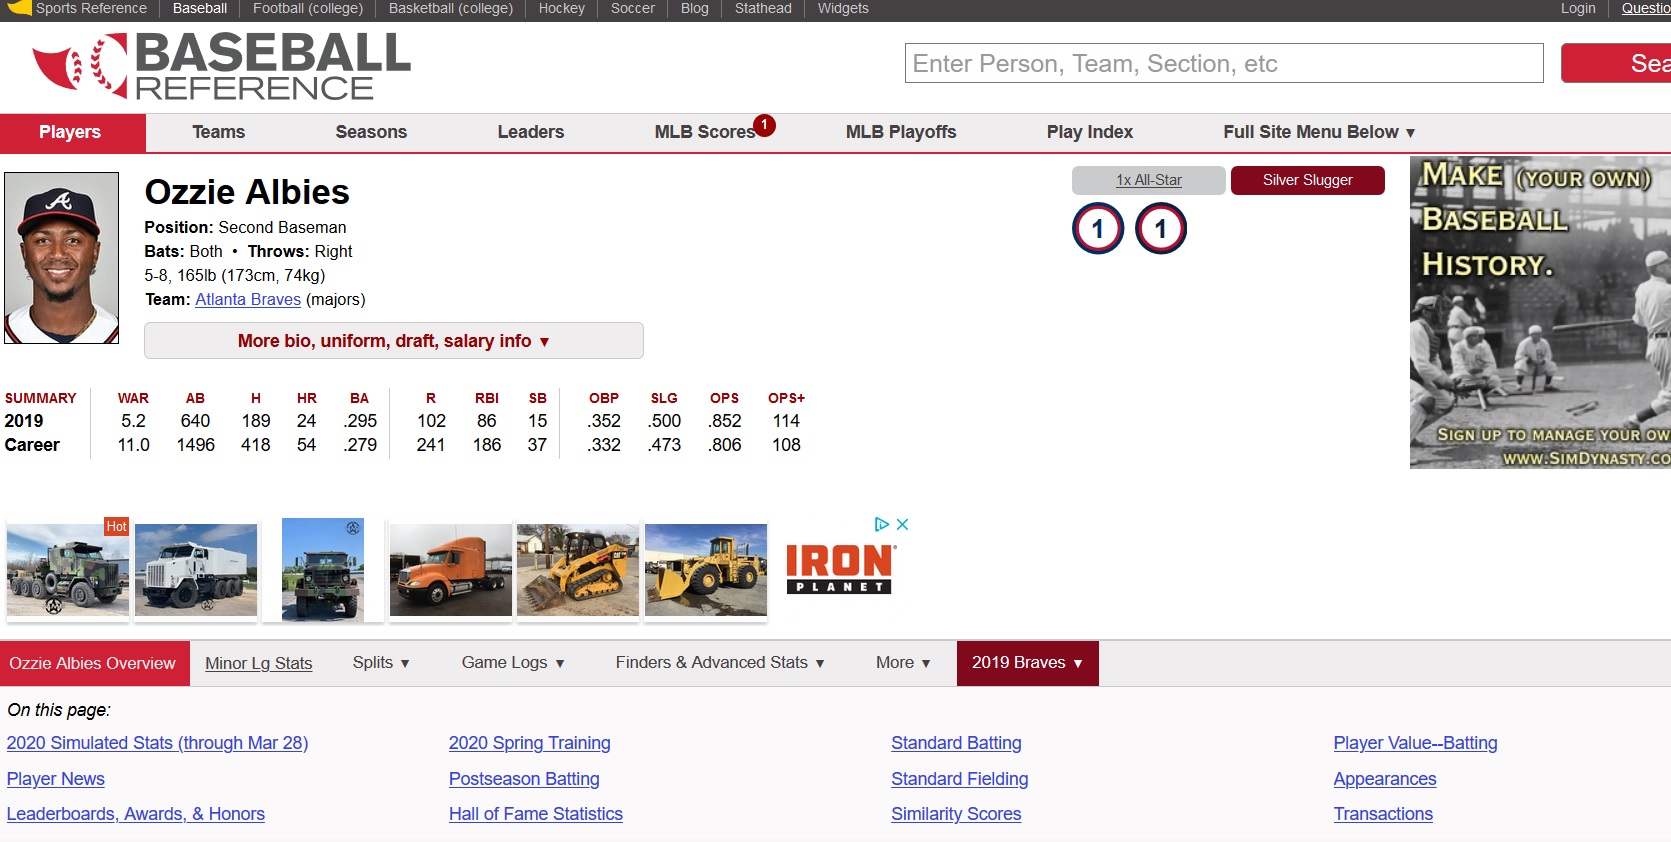 Sports Reference Baseball Football (college) Basketball (college) Hockey Soccer Blog Stathead Widgets Login Questio
BASEBALL
REFERENCE
Enter Person, Team, Section, etc
Sea
Players Teams Seasons Leaders MLB Scores 1 MLB Playoffs Play Index Full Site Menu Below ▼
Ozzie Albies
Position: Second Baseman
Bats: Both • Throws: Right
5-8, 165lb (173cm, 74kg)
Team: Atlanta Braves (majors)
More bio, uniform, draft, salary info ▼
1x All-Star Silver Slugger
1 1
MAKE (YOUR OWN)
BASEBALL
HISTORY.
SIGN UP TO MANAGE YOUR OW
WWW.SIMDYNASTY.CO
SUMMARY WAR AB H HR BA R RBI SB OBP SLG OPS OPS+
2019 5.2 640 189 24 .295 102 86 15 .352 .500 .852 114
Career 11.0 1496 418 54 .279 241 186 37 .332 .473 .806 108
Hot
CAT
IRON
PLANET
Ozzie Albies Overview Minor Lg Stats Splits ▼ Game Logs ▼ Finders & Advanced Stats ▼ More ▼ 2019 Braves ▼
On this page:
2020 Simulated Stats (through Mar 28) 2020 Spring Training Standard Batting Player Value--Batting
Player News Postseason Batting Standard Fielding Appearances
Leaderboards, Awards, & Honors Hall of Fame Statistics Similarity Scores Transactions